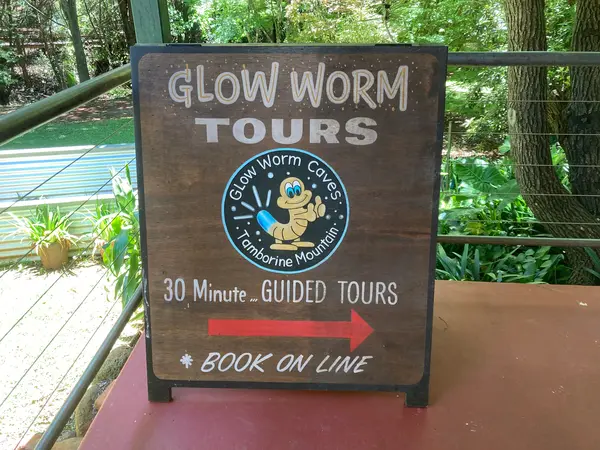 GLOW WORM
TOURS
Glow Worm Caves
Tamborine Mountain
30 Minute... GUIDED TOURS
* BOOK ON LINE